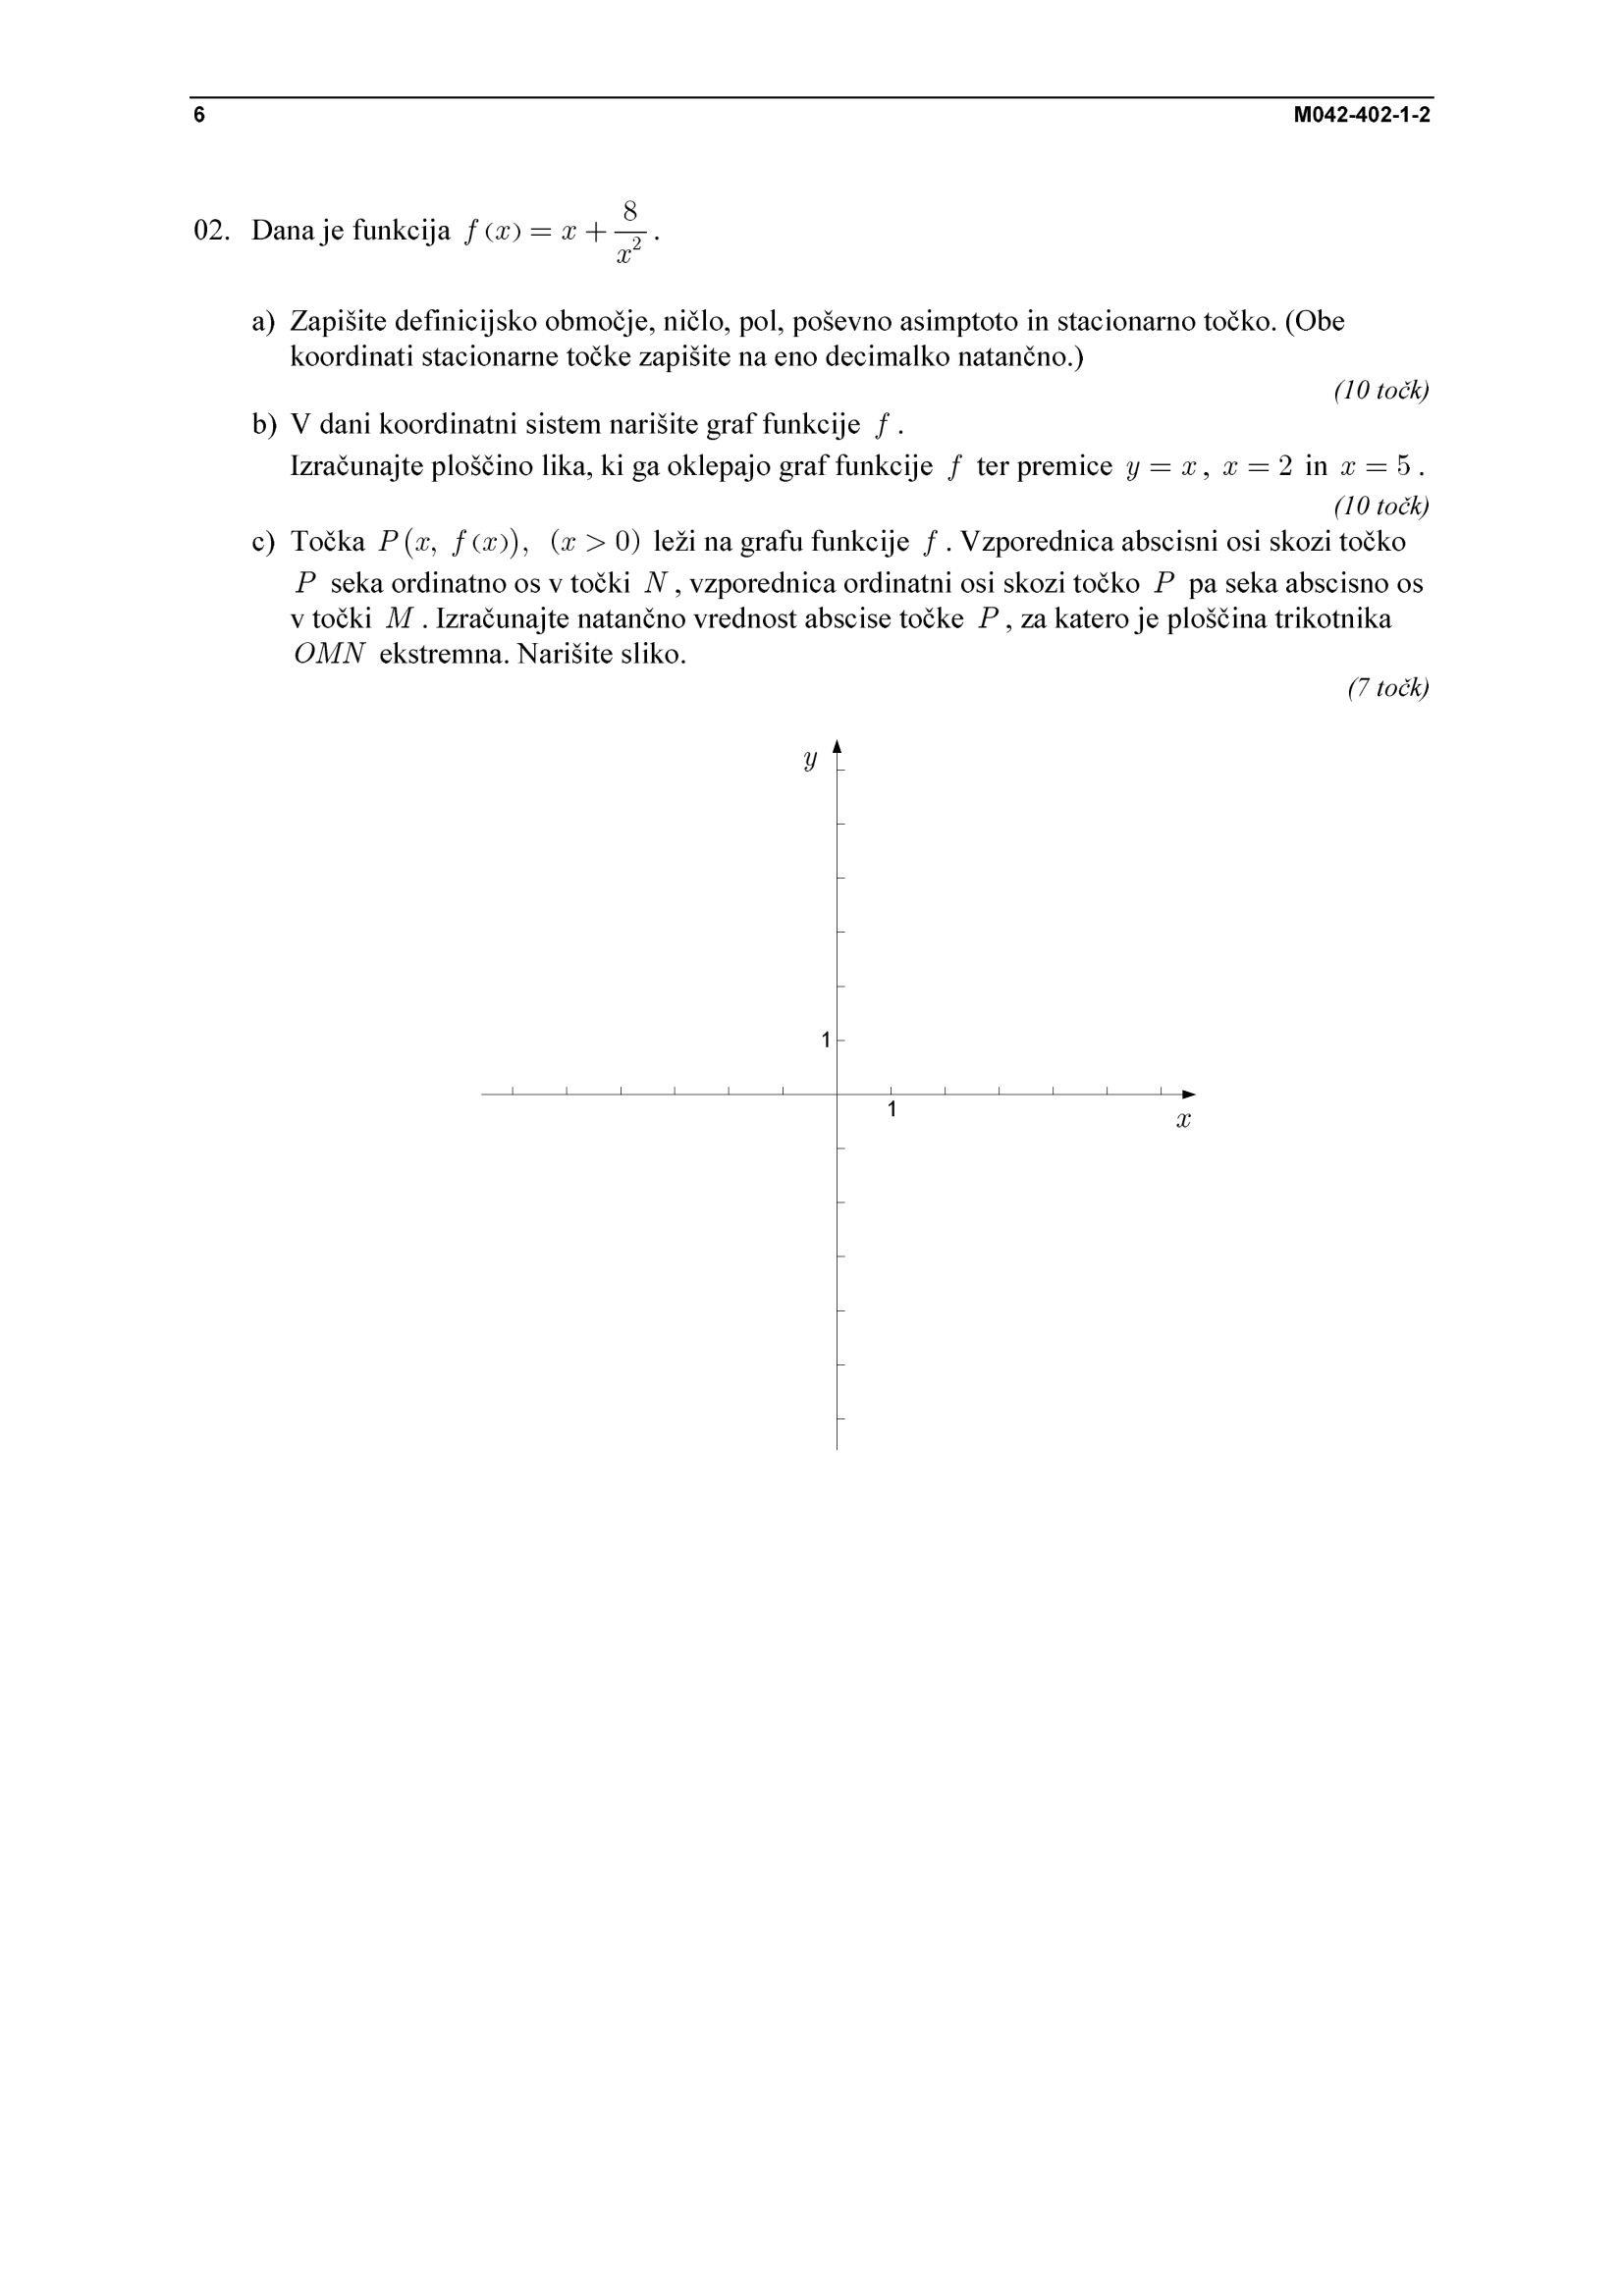 6 M042-402-1-2
02. Dana je funkcija f(x) = x + 8/x².
a) Zapišite definicijsko območje, ničlo, pol, poševno asimptoto in stacionarno točko. (Obe
koordinati stacionarne točke zapišite na eno decimalko natančno.)
(10 točk)
b) V dani koordinatni sistem narišite graf funkcije f.
Izračunajte ploščino lika, ki ga oklepajo graf funkcije f ter premice y = x, x = 2 in x = 5.
(10 točk)
c) Točka P(x, f(x)), (x > 0) leži na grafu funkcije f. Vzporednica abscisni osi skozi točko
P seka ordinatno os v točki N, vzporednica ordinatni osi skozi točko P pa seka abscisno os
v točki M. Izračunajte natančno vrednost abscise točke P, za katero je ploščina trikotnika
OMN ekstremna. Narišite sliko.
(7 točk)
y
1
1
x